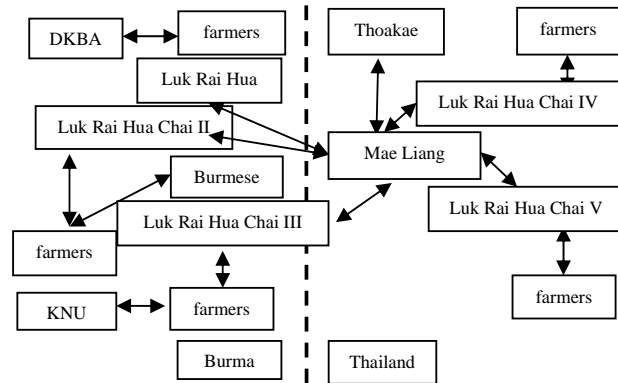 DKBA
farmers
Thoakae
farmers
Luk Rai Hua
Luk Rai Hua Chai IV
Luk Rai Hua Chai II
Mae Liang
Burmese
Luk Rai Hua Chai III
Luk Rai Hua Chai V
farmers
KNU
farmers
farmers
Burma
Thailand